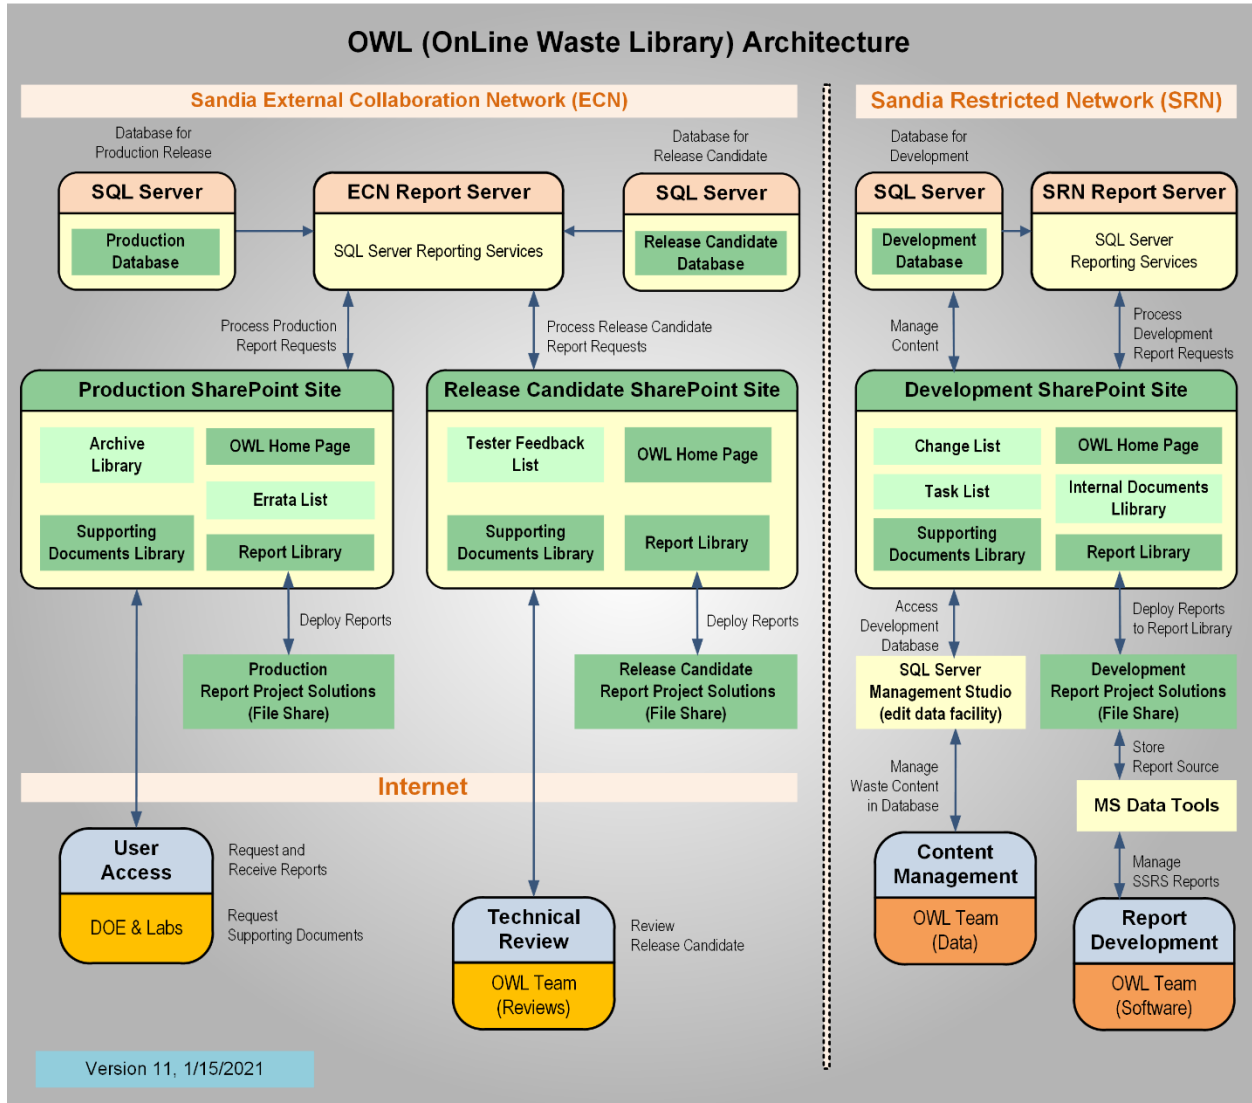 OWL (OnLine Waste Library) Architecture
Sandia External Collaboration Network (ECN)
Database for
Production Release
Database for
Release Candidate
SQL Server
Production
Database
ECN Report Server
SQL Server Reporting Services
SQL Server
Release Candidate
Database
Process Production
Report Requests
Process Release Candidate
Report Requests
Production SharePoint Site
Archive
Library
OWL Home Page
Errata List
Supporting
Documents Library
Report Library
Release Candidate SharePoint Site
Tester Feedback
List
OWL Home Page
Supporting
Documents Library
Report Library
Deploy Reports
Deploy Reports
Production
Report Project Solutions
(File Share)
Release Candidate
Report Project Solutions
(File Share)
Internet
User
Access
DOE & Labs
Request and
Receive Reports
Request
Supporting Documents
Technical
Review
OWL Team
(Reviews)
Review
Release Candidate
Version 11, 1/15/2021
Sandia Restricted Network (SRN)
Database for
Development
SQL Server
Development
Database
SRN Report Server
SQL Server
Reporting Services
Manage
Content
Process
Development
Report Requests
Development SharePoint Site
Change List
OWL Home Page
Task List
Internal Documents
Llibrary
Supporting
Documents Library
Report Library
Access
Development
Database
Deploy Reports
to Report Library
SQL Server
Management Studio
(edit data facility)
Development
Report Project Solutions
(File Share)
Store
Report Source
Manage
Waste Content
in Database
MS Data Tools
Manage
SSRS Reports
Content
Management
OWL Team
(Data)
Report
Development
OWL Team
(Software)